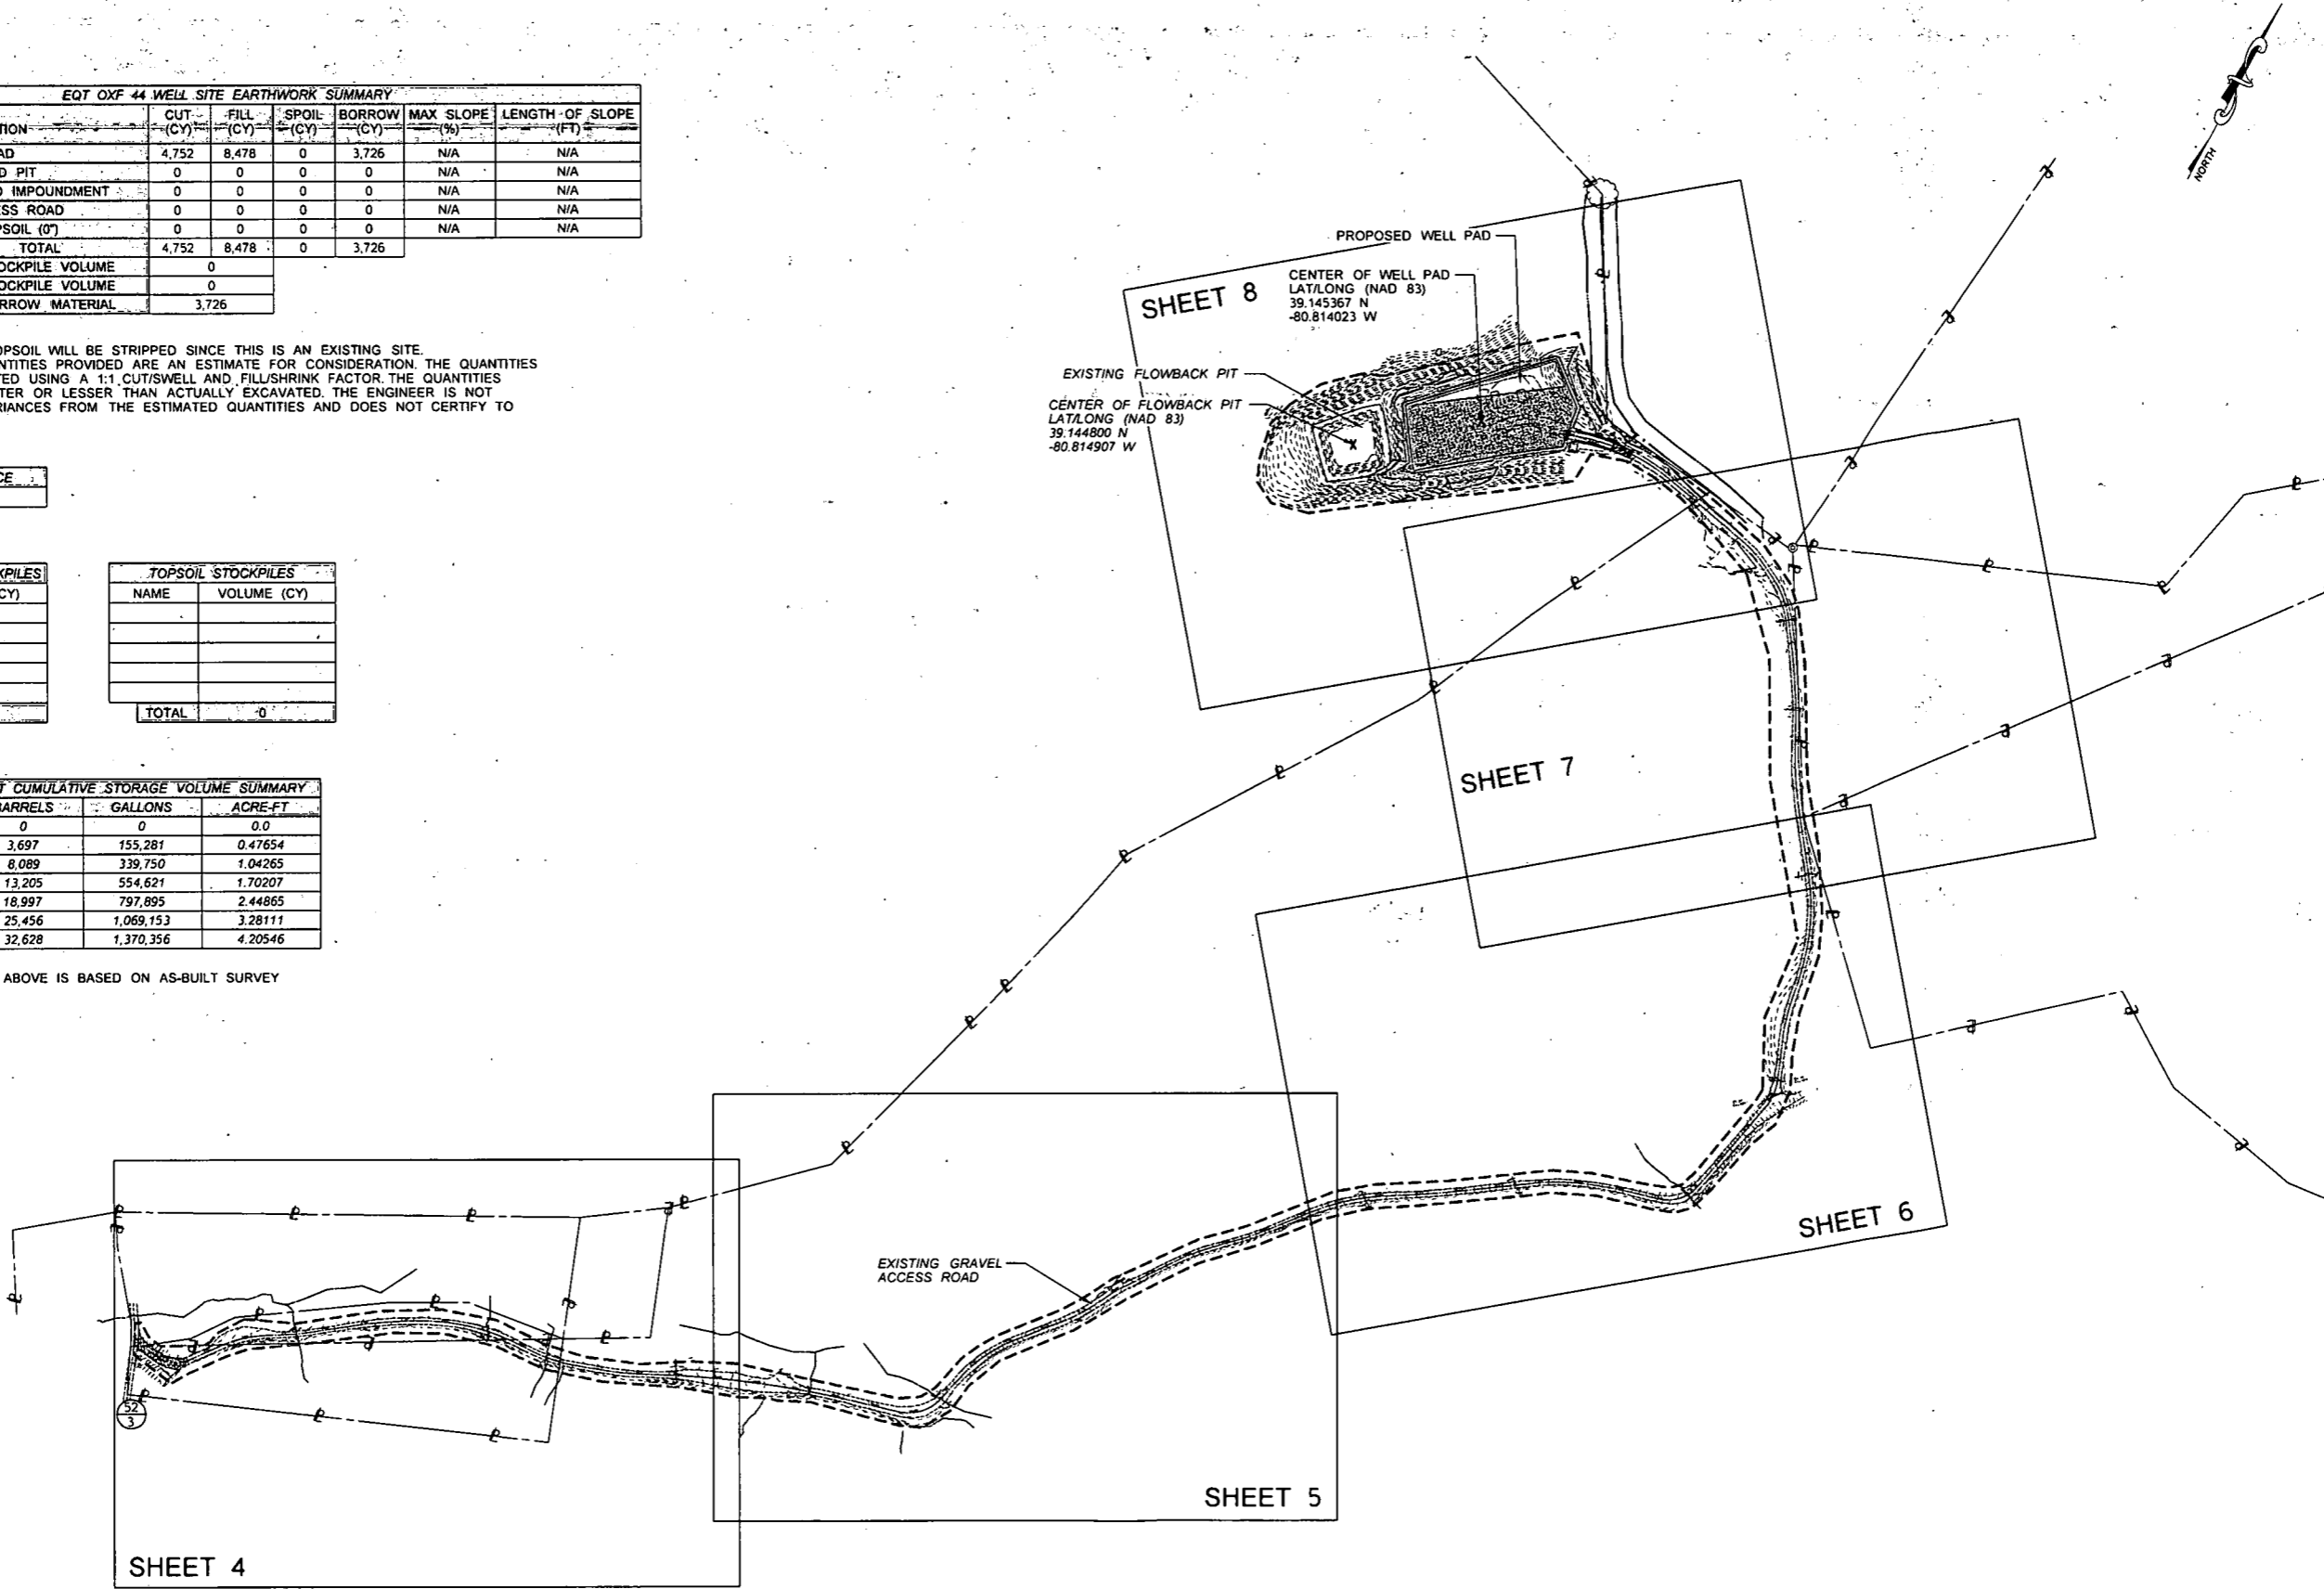 EQT OXF 44 WELL SITE EARTHWORK SUMMARY
CUT (CY) FILL (CY) SPOIL (CY) BORROW (CY) MAX SLOPE (%) LENGTH OF SLOPE (FT)
AD 4,752 8,478 0 3,726 N/A N/A
D PIT 0 0 0 0 N/A N/A
D IMPOUNDMENT 0 0 0 0 N/A N/A
SS ROAD 0 0 0 0 N/A N/A
PSOIL (0") 0 0 0 0 N/A N/A
TOTAL 4,752 8,478 0 3,726
OCKPILE VOLUME 0
OCKPILE VOLUME 0
RROW MATERIAL 3,726
OPSOIL WILL BE STRIPPED SINCE THIS IS AN EXISTING SITE.
NTITIES PROVIDED ARE AN ESTIMATE FOR CONSIDERATION. THE QUANTITIES
TED USING A 1:1 CUT/SWELL AND FILL/SHRINK FACTOR. THE QUANTITIES
TER OR LESSER THAN ACTUALLY EXCAVATED. THE ENGINEER IS NOT
RIANCES FROM THE ESTIMATED QUANTITIES AND DOES NOT CERTIFY TO
CE
KPILES
CY)
TOPSOIL STOCKPILES
NAME VOLUME (CY)
TOTAL 0
T CUMULATIVE STORAGE VOLUME SUMMARY
ARRELS GALLONS ACRE-FT
0 0 0.0
3,697 155,281 0.47654
8,089 339,750 1.04265
13,205 554,621 1.70207
18,997 797,895 2.44865
25,456 1,069,153 3.28111
32,628 1,370,356 4.20546
ABOVE IS BASED ON AS-BUILT SURVEY
NORTH
PROPOSED WELL PAD
SHEET 8
CENTER OF WELL PAD
LAT/LONG (NAD 83)
39.145367 N
-80.814023 W
EXISTING FLOWBACK PIT
CENTER OF FLOWBACK PIT
LAT/LONG (NAD 83)
39.144800 N
-80.814907 W
SHEET 7
SHEET 6
EXISTING GRAVEL
ACCESS ROAD
52
3
SHEET 5
SHEET 4